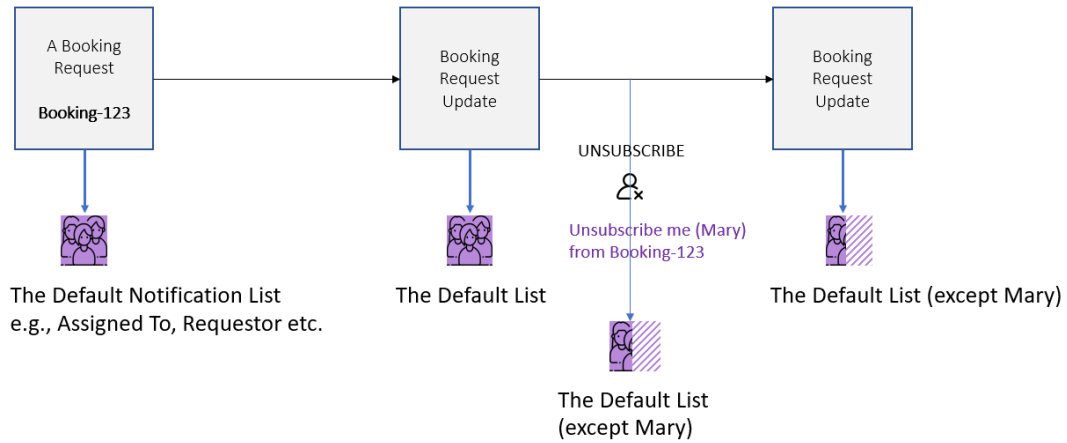 A Booking
Request
Booking-123
The Default Notification List
e.g., Assigned To, Requestor etc.
Booking
Request
Update
The Default List
UNSUBSCRIBE
Unsubscribe me (Mary)
from Booking-123
The Default List
(except Mary)
Booking
Request
Update
The Default List (except Mary)